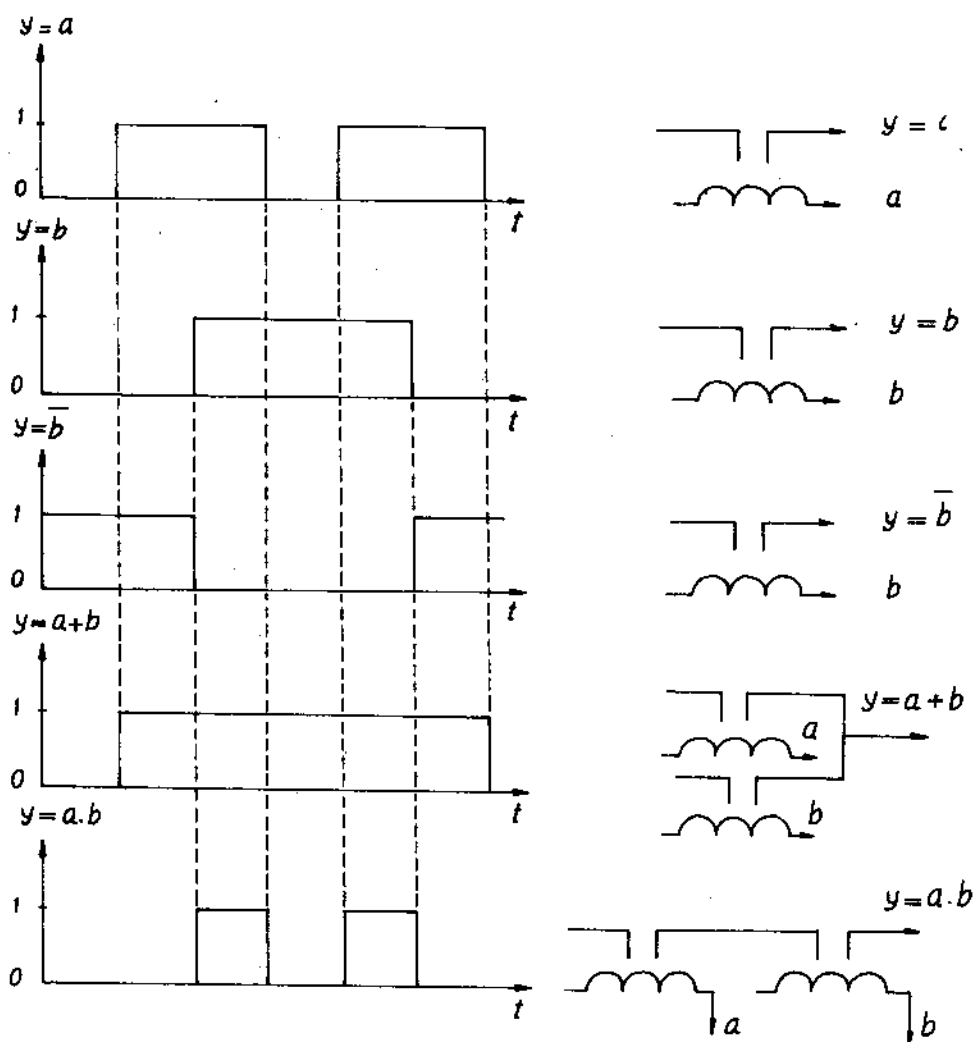 y = a
1
0
t
y = b
1
0
t
y = b̅
1
0
t
y = a + b
1
0
t
y = a.b
1
0
t
y =
a
y = b
b
y = b̅
b
y = a + b
a
b
y = a.b
a
b